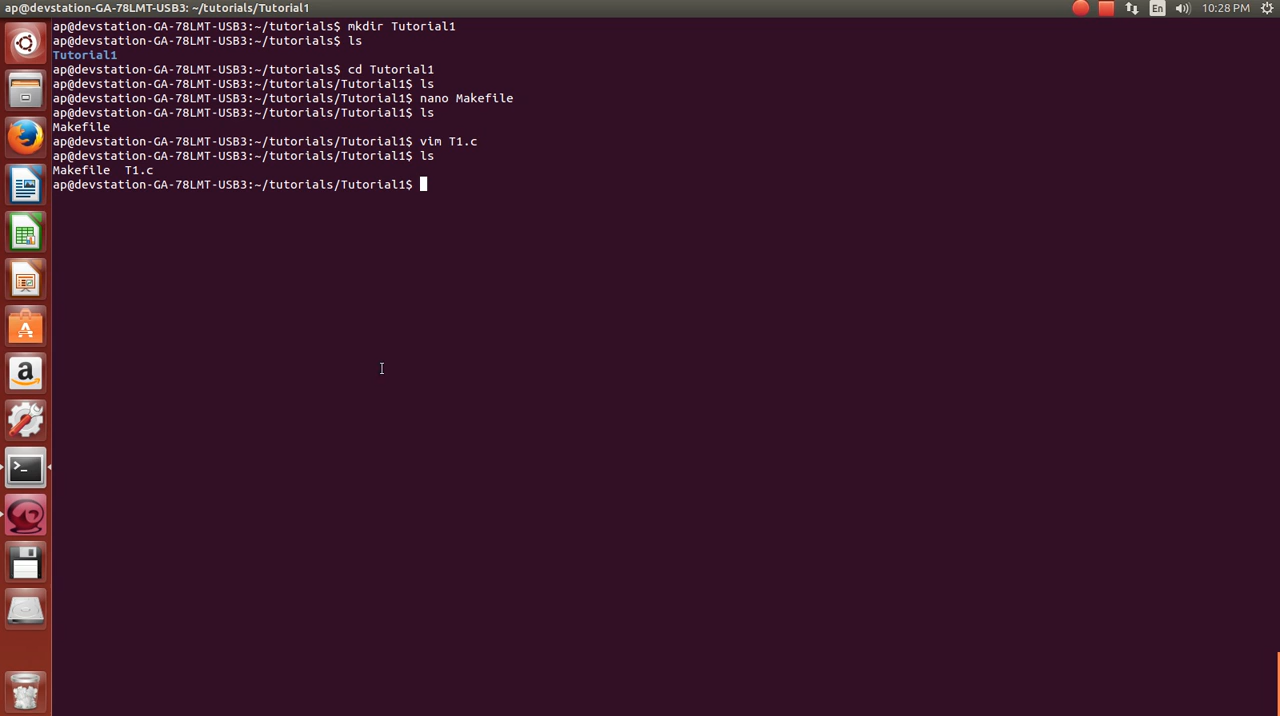 ap@devstation-GA-78LMT-USB3: ~/tutorials/Tutorial1
En
10:28 PM
ap@devstation-GA-78LMT-USB3:~/tutorials$ mkdir Tutorial1
ap@devstation-GA-78LMT-USB3:~/tutorials$ ls
Tutorial1
ap@devstation-GA-78LMT-USB3:~/tutorials$ cd Tutorial1
ap@devstation-GA-78LMT-USB3:~/tutorials/Tutorial1$ ls
ap@devstation-GA-78LMT-USB3:~/tutorials/Tutorial1$ nano Makefile
ap@devstation-GA-78LMT-USB3:~/tutorials/Tutorial1$ ls
Makefile
ap@devstation-GA-78LMT-USB3:~/tutorials/Tutorial1$ vim T1.c
ap@devstation-GA-78LMT-USB3:~/tutorials/Tutorial1$ ls
Makefile  T1.c
ap@devstation-GA-78LMT-USB3:~/tutorials/Tutorial1$